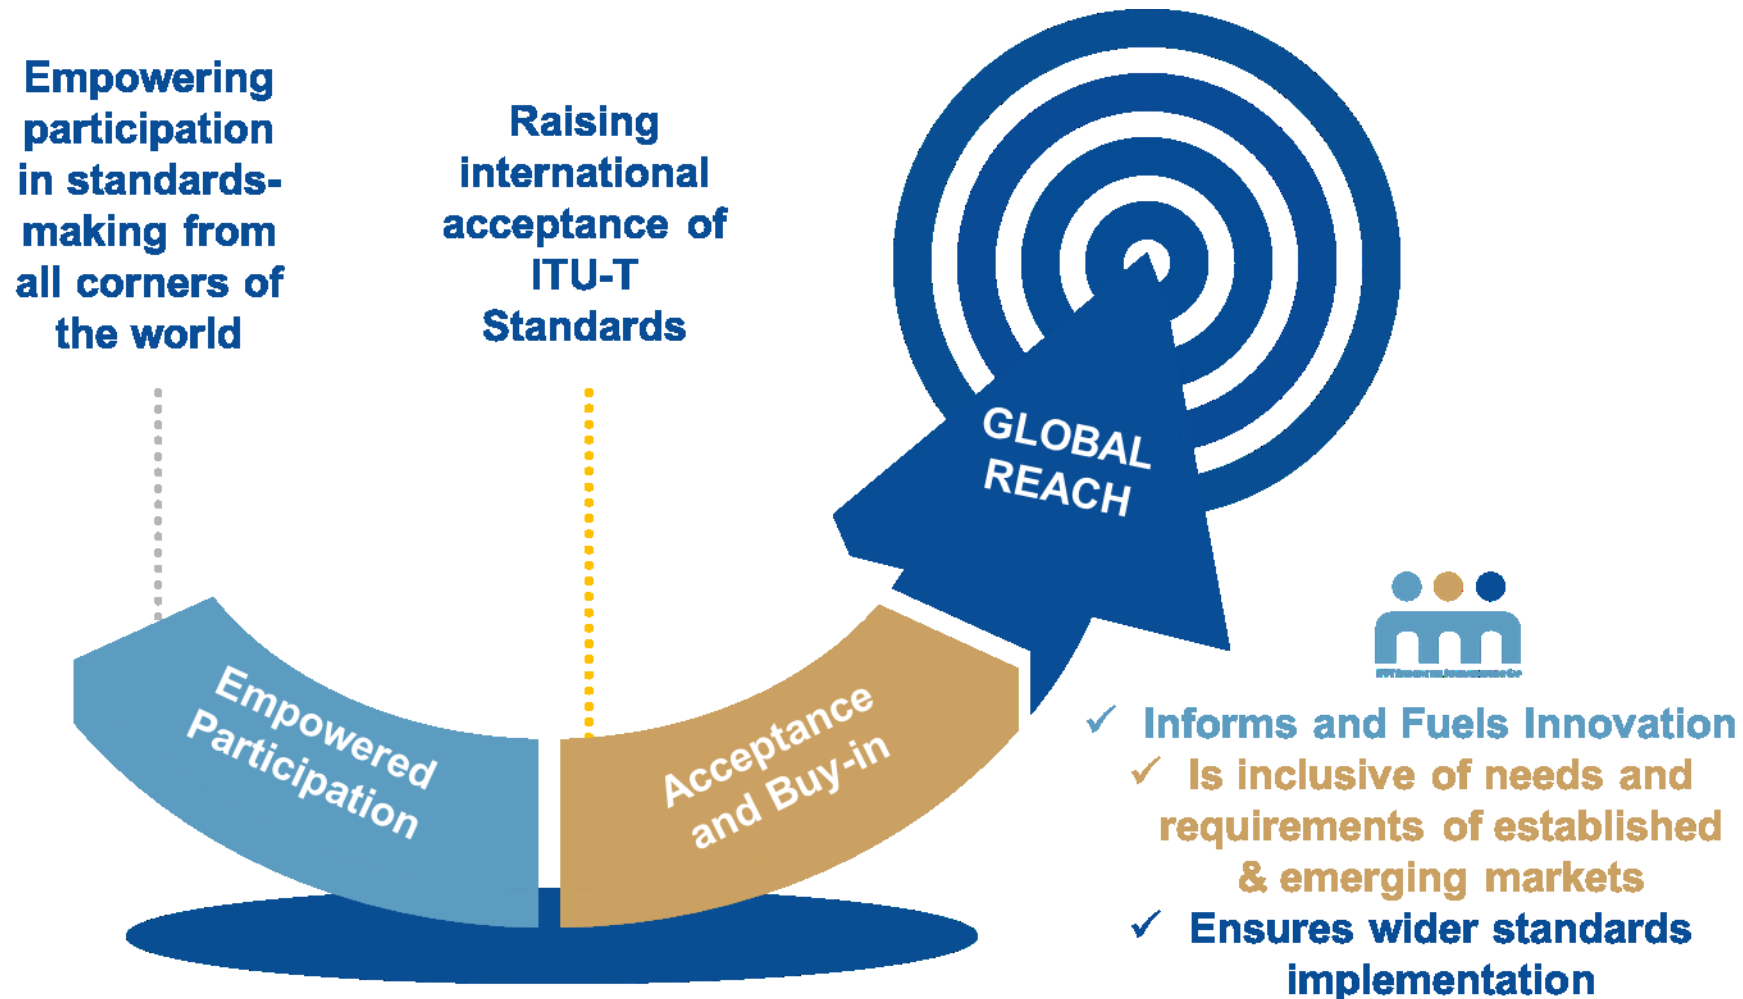 Empowering
participation
in standards-
making from
all corners of
the world
Raising
international
acceptance of
ITU-T
Standards
GLOBAL
REACH
Empowered
Participation
Acceptance
and Buy-in
✓ Informs and Fuels Innovation
✓ Is inclusive of needs and
requirements of established
& emerging markets
✓ Ensures wider standards
implementation